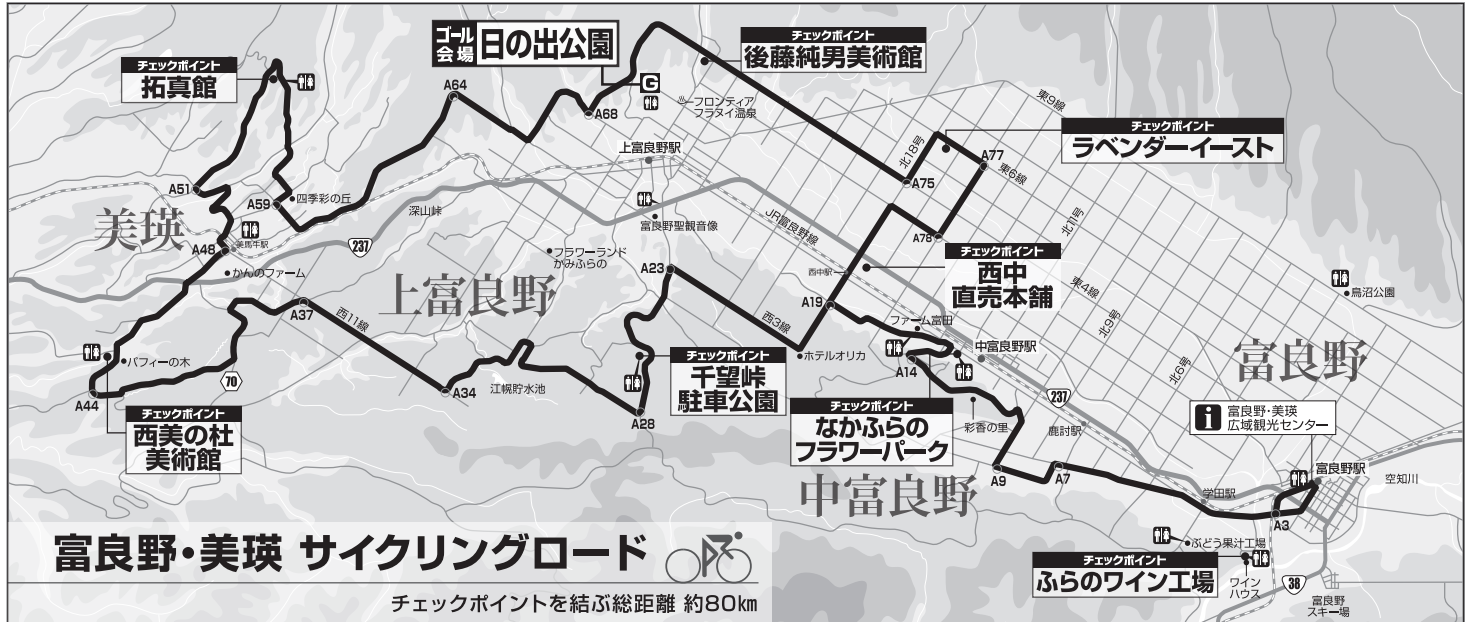 チェックポイント
拓真館
ゴール
会場
日の出公園
G
チェックポイント
後藤純男美術館
フロンティア
フラヌイ温泉
A64
A68
上富良野駅
北18号
東9線
チェックポイント
ラベンダーイースト
A77
東6線
A75
A78
A51
A59
四季彩の丘
美瑛
A48
美馬牛駅
かんのファーム
237
深山峠
富良野聖観音像
フラワーランド
かみふらの
上富良野
JR富良野線
西中駅
チェックポイント
西中
直売本舗
北11号
東4線
北9号
北6号
鳥沼公園
富良野
A23
A19
西3線
ホテルオリカ
ファーム富田
A14
中富良野駅
237
A37
西11線
A34
江幌貯水池
A28
チェックポイント
千望峠
駐車公園
パフィーの木
A44
70
チェックポイント
西美の杜
美術館
チェックポイント
なかふらの
フラワーパーク
彩香の里
鹿討駅
中富良野
A9
A7
学田駅
i
富良野・美瑛
広域観光センター
富良野駅
空知川
A3
ぶどう果汁工場
チェックポイント
ふらのワイン工場
ワイン
ハウス
38
富良野
スキー場
富良野・美瑛 サイクリングロード
チェックポイントを結ぶ総距離 約80km